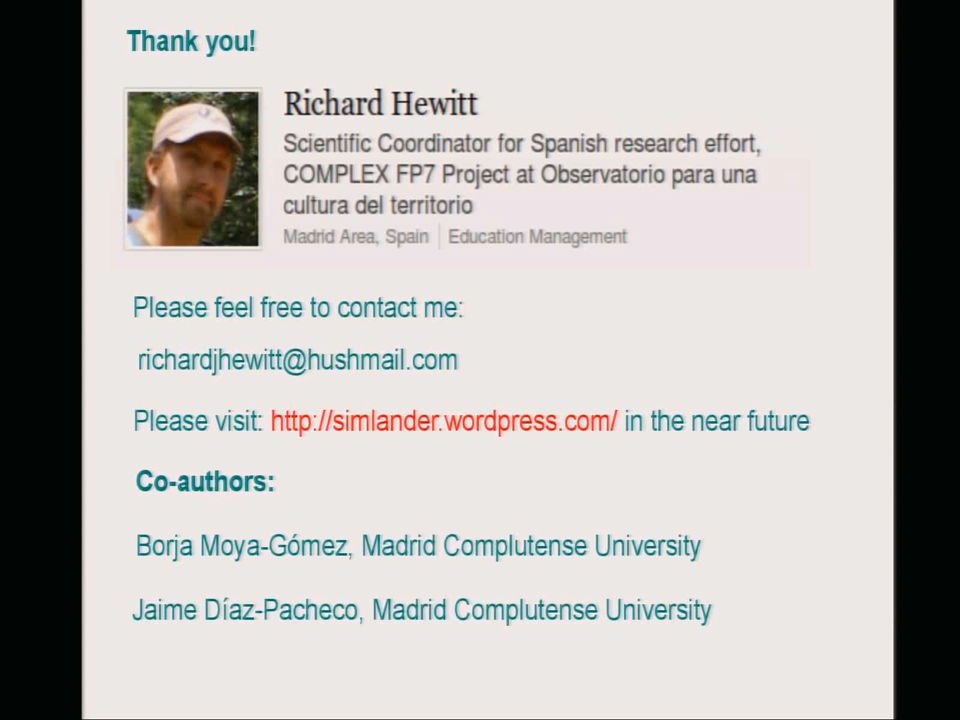 Thank you!
Richard Hewitt
Scientific Coordinator for Spanish research effort,
COMPLEX FP7 Project at Observatorio para una
cultura del territorio
Madrid Area, Spain | Education Management
Please feel free to contact me:
richardjhewitt@hushmail.com
Please visit: http://simlander.wordpress.com/ in the near future
Co-authors:
Borja Moya-Gómez, Madrid Complutense University
Jaime Díaz-Pacheco, Madrid Complutense University